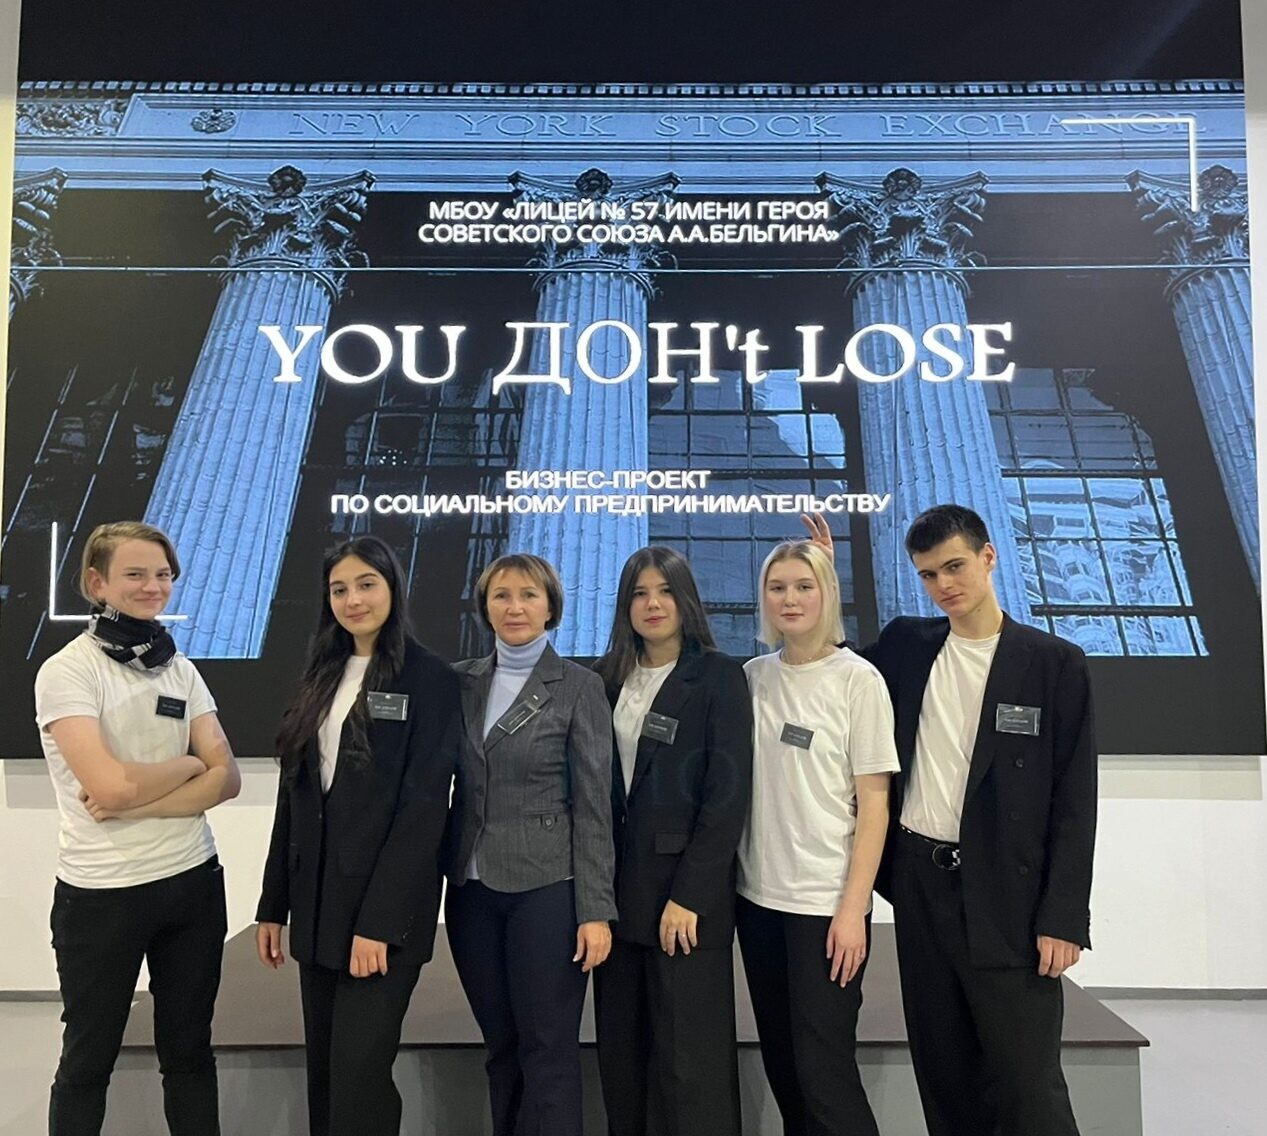 NEW YORK STOCK EXCHANGE
МБОУ «ЛИЦЕЙ № 57 ИМЕНИ ГЕРОЯ
СОВЕТСКОГО СОЮЗА А.А.БЕЛЬГИНА»
YOU ДОН't LOSE
БИЗНЕС-ПРОЕКТ
ПО СОЦИАЛЬНОМУ ПРЕДПРИНИМАТЕЛЬСТВУ